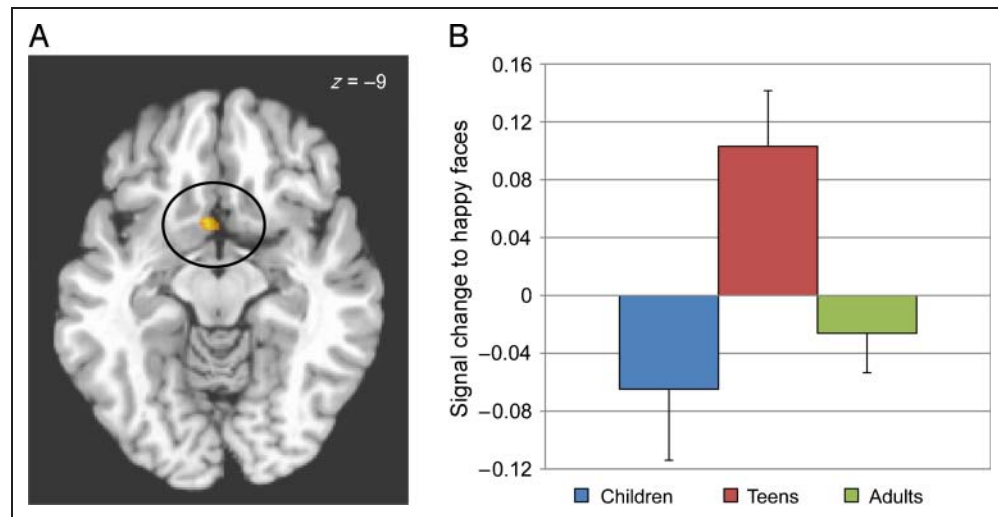 A
z = −9
B
Signal change to happy faces
0.16
0.12
0.08
0.04
0
−0.04
−0.08
−0.12
Children Teens Adults